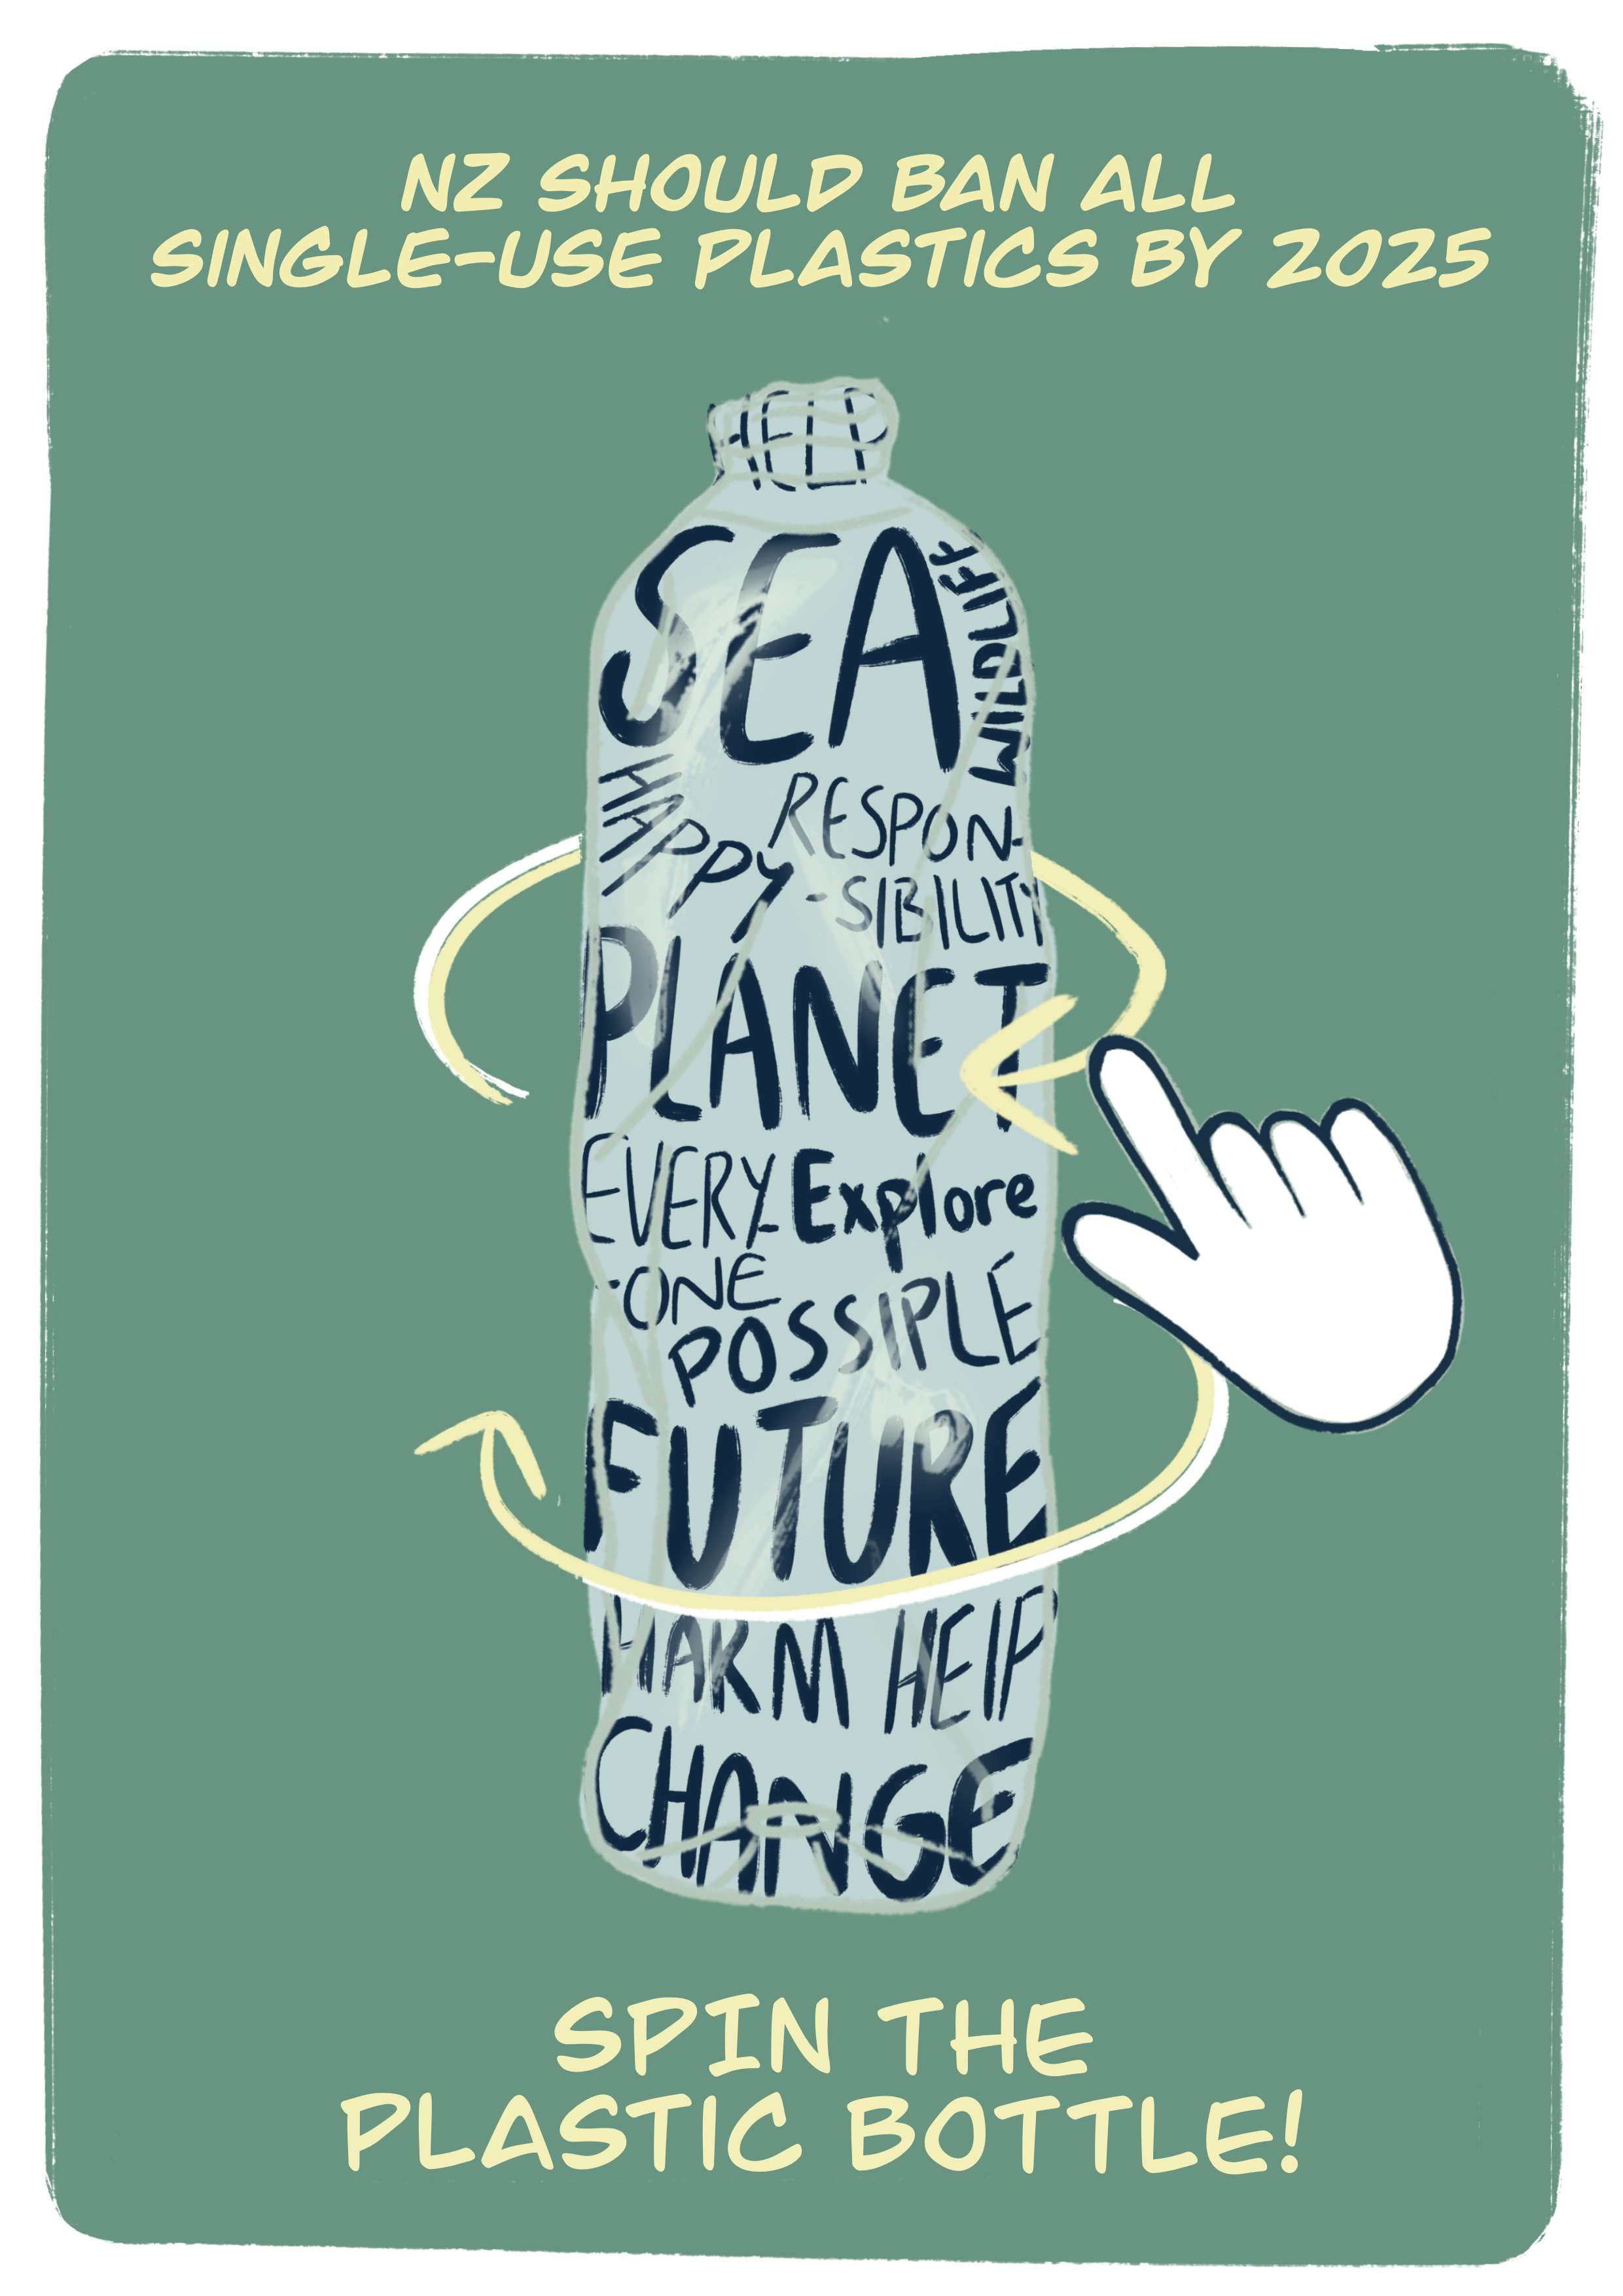 NZ SHOULD BAN ALL
SINGLE-USE PLASTICS BY 2025
HELP
SEA
WILDLIFE
HAPPY
RESPON-
-SIBILITY
PLANET
EVERY-
-ONE
Explore
POSSIPLE
FUTURE
HARM HElP
CHANGE
SPIN THE
PLASTIC BOTTLE!